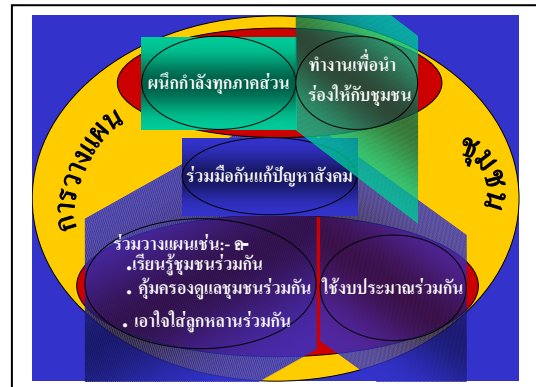 ผนึกกำลังทุกภาคส่วน
ทำงานเพื่อนำ
ร่องให้กับชุมชน
การวางแผน
ชุมชน
ร่วมมือกันแก้ปัญหาสังคม
ร่วมวางแผนเช่น:-
.เรียนรู้ชุมชนร่วมกัน
• คุ้มครองดูแลชุมชนร่วมกัน
• เอาใจใส่ลูกหลานร่วมกัน
ใช้งบประมาณร่วมกัน